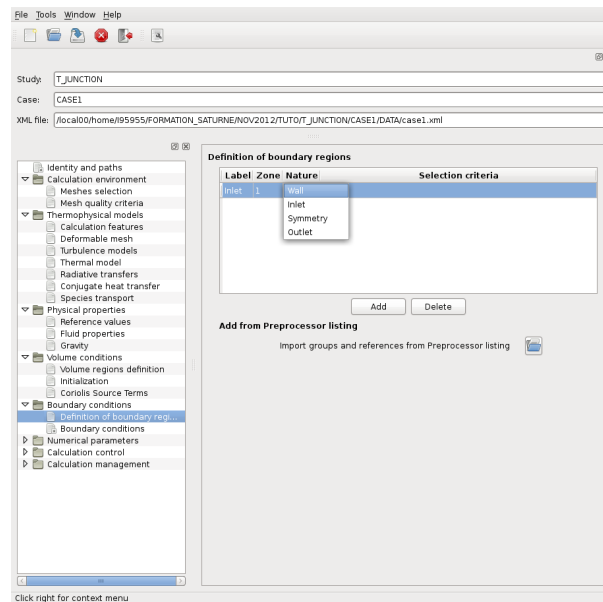 File Tools Window Help
Study: T_JUNCTION
Case: CASE1
XML file: /local00/home/I95955/FORMATION_SATURNE/NOV2012/TUTO/T_JUNCTION/CASE1/DATA/case1.xml
Identity and paths
Calculation environment
Meshes selection
Mesh quality criteria
Thermophysical models
Calculation features
Deformable mesh
Turbulence models
Thermal model
Radiative transfers
Conjugate heat transfer
Species transport
Physical properties
Reference values
Fluid properties
Gravity
Volume conditions
Volume regions definition
Initialization
Coriolis Source Terms
Boundary conditions
Definition of boundary regi...
Boundary conditions
Numerical parameters
Calculation control
Calculation management
Definition of boundary regions
Label Zone Nature Selection criteria
Inlet 1 Wall
Inlet
Symmetry
Outlet
Add Delete
Add from Preprocessor listing
Import groups and references from Preprocessor listing
Click right for context menu